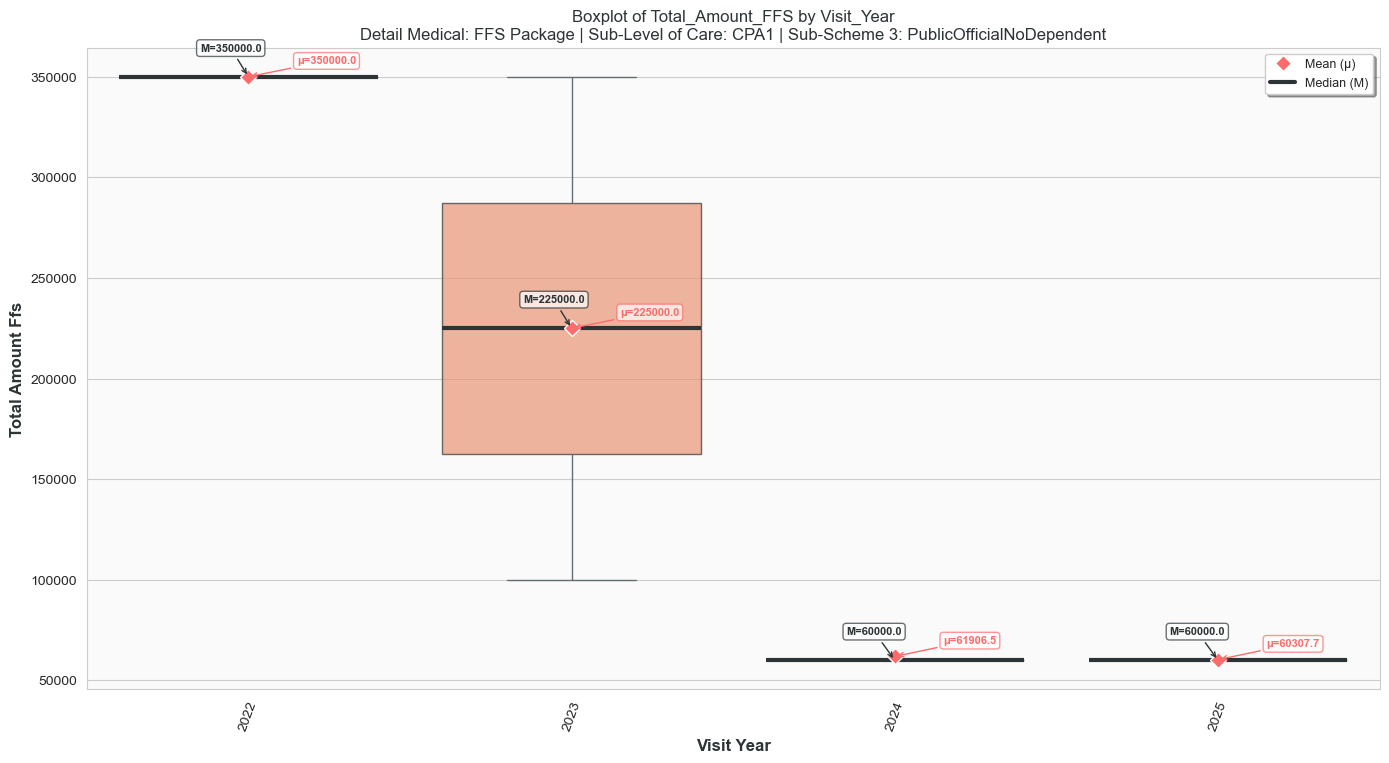 Boxplot of Total_Amount_FFS by Visit_Year
Detail Medical: FFS Package | Sub-Level of Care: CPA1 | Sub-Scheme 3: PublicOfficialNoDependent
Mean (μ)
Median (M)
M=350000.0
μ=350000.0
M=225000.0
μ=225000.0
M=60000.0
μ=61906.5
M=60000.0
μ=60307.7
Total Amount Ffs
350000
300000
250000
200000
150000
100000
50000
2022
2023
2024
2025
Visit Year